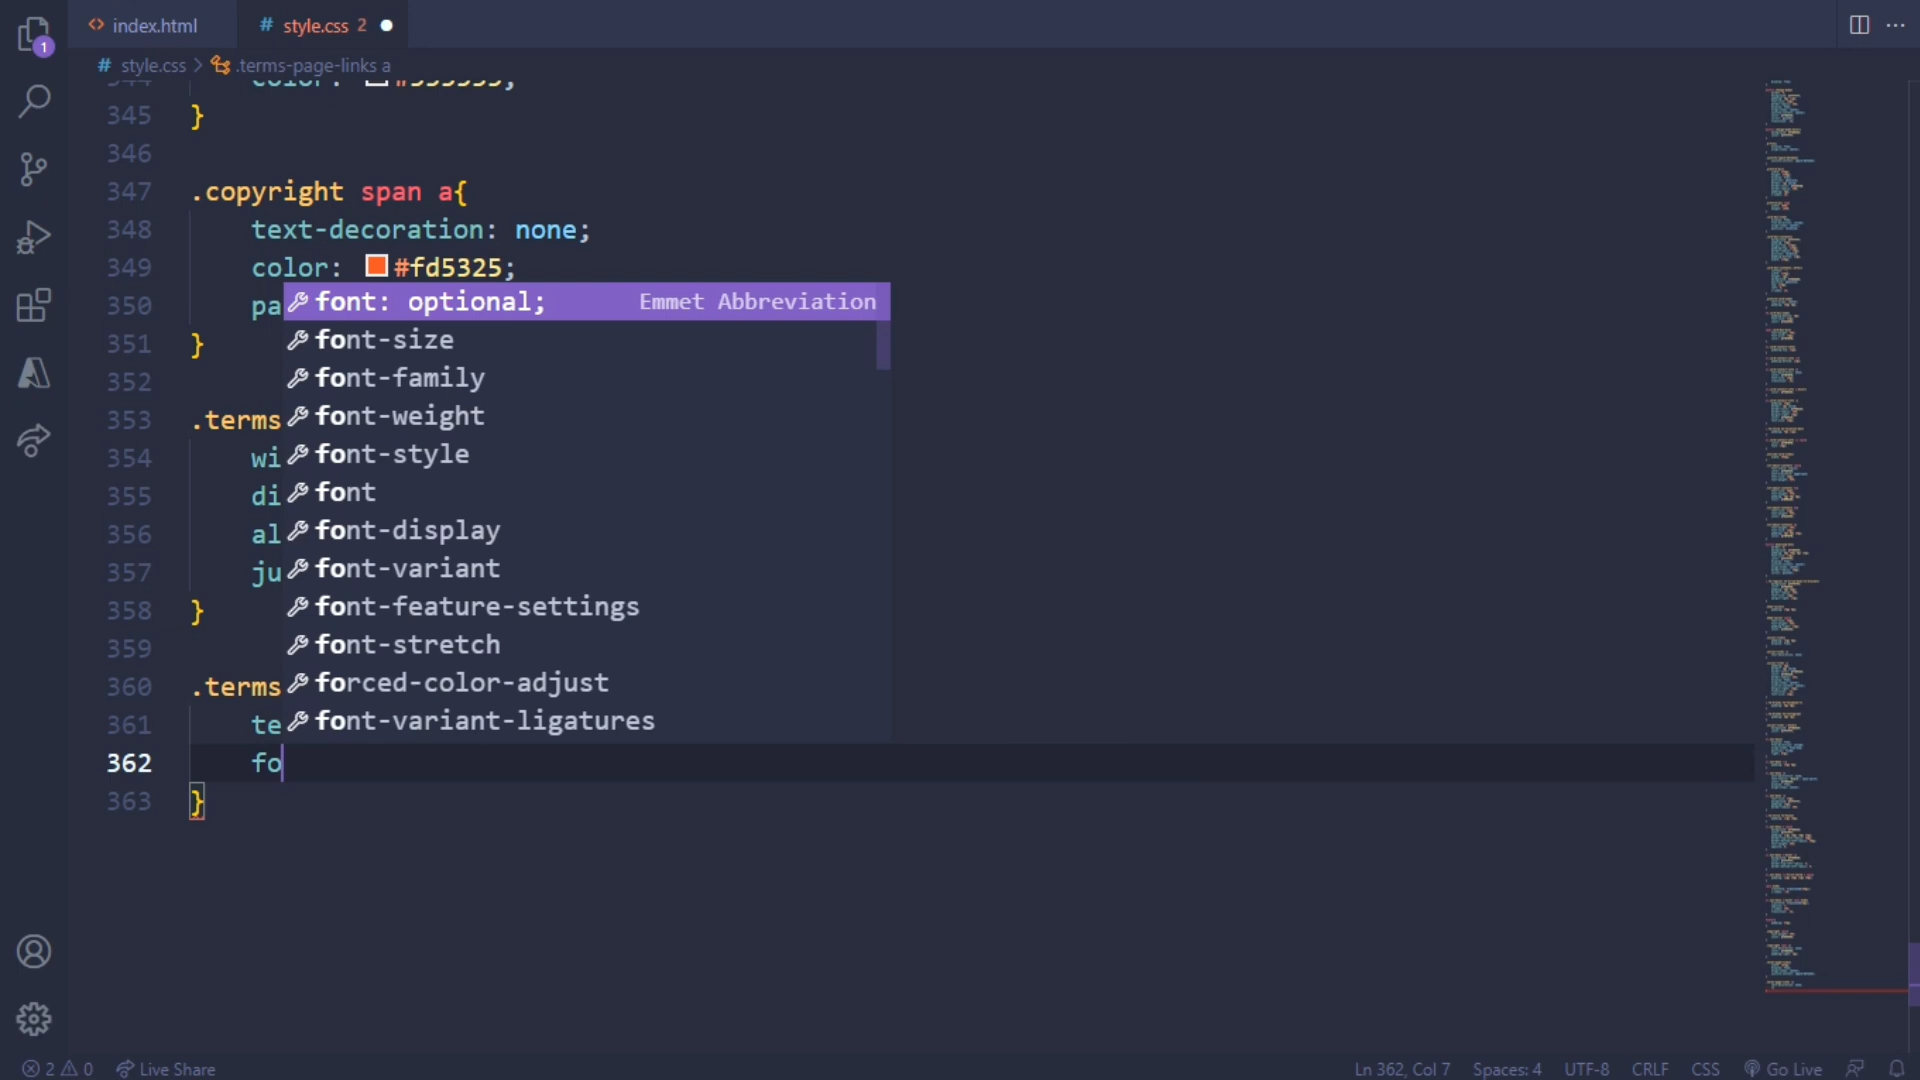 1
index.html
# style.css 2
# style.css > .terms-page-links a
345 }
346
347 .copyright span a{
348 text-decoration: none;
349 color: #fd5325;
350 pa
351 }
352
353 .terms
354 wi
355 di
356 al
357 ju
358 }
359
360 .terms
361 te
362 fo
363 }
font: optional; Emmet Abbreviation
font-size
font-family
font-weight
font-style
font
font-display
font-variant
font-feature-settings
font-stretch
forced-color-adjust
font-variant-ligatures
2 0 Live Share Ln 362, Col 7 Spaces: 4 UTF-8 CRLF CSS Go Live